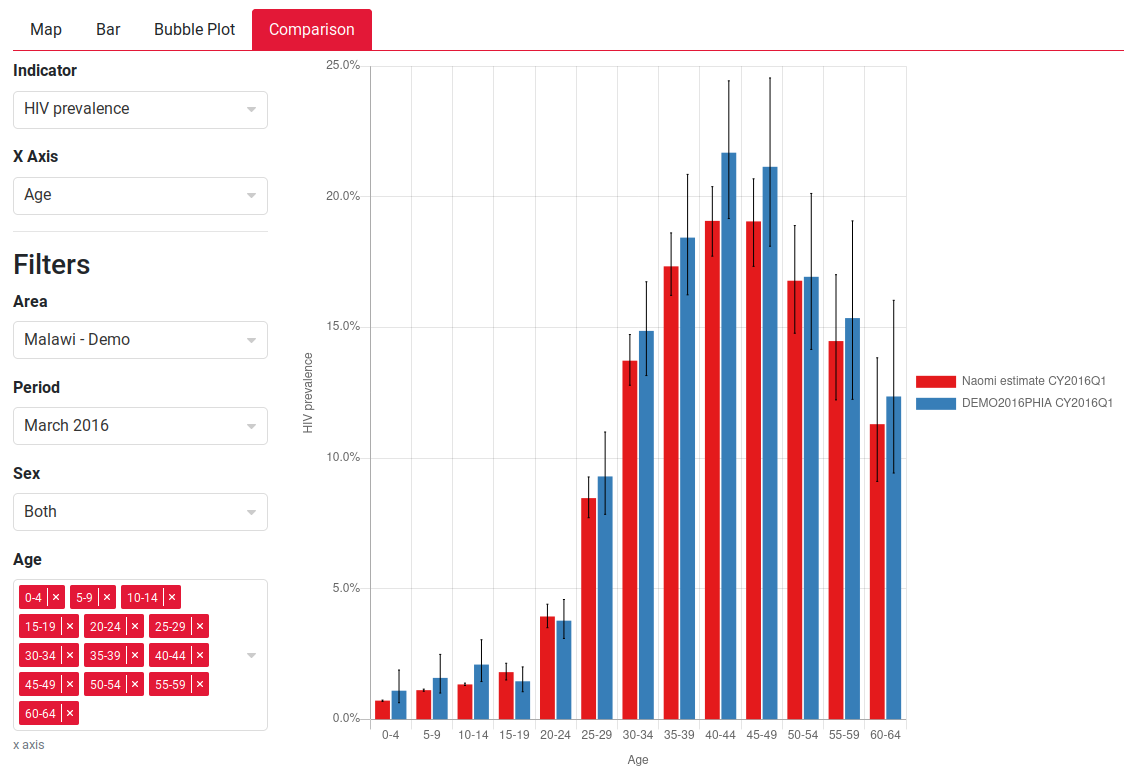 Map Bar Bubble Plot Comparison
Indicator
HIV prevalence
X Axis
Age
Filters
Area
Malawi - Demo
Period
March 2016
Sex
Both
Age
0-4 × 5-9 × 10-14 ×
15-19 × 20-24 × 25-29 ×
30-34 × 35-39 × 40-44 ×
45-49 × 50-54 × 55-59 ×
60-64 ×
x axis
25.0%
20.0%
15.0%
10.0%
5.0%
0.0%
HIV prevalence
0-4 5-9 10-14 15-19 20-24 25-29 30-34 35-39 40-44 45-49 50-54 55-59 60-64
Age
Naomi estimate CY2016Q1
DEMO2016PHIA CY2016Q1